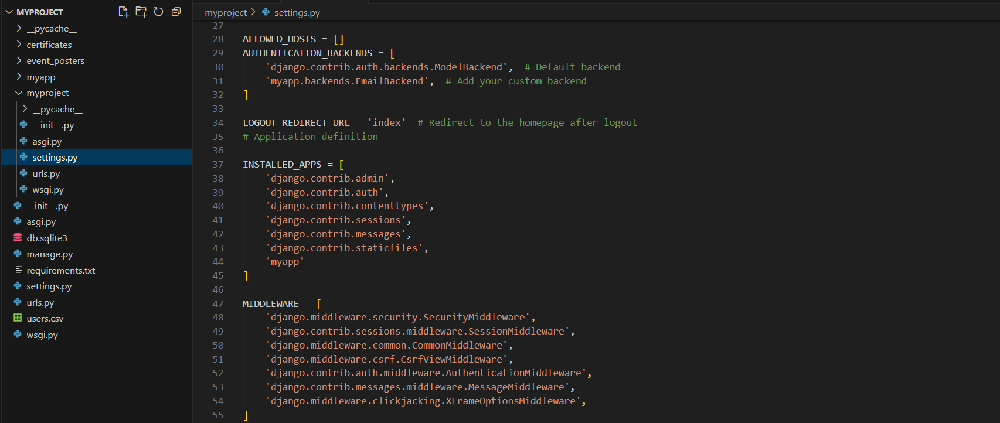 MYPROJECT
__pycache__
certificates
event_posters
myapp
myproject
__pycache__
__init__.py
asgi.py
settings.py
urls.py
wsgi.py
__init__.py
asgi.py
db.sqlite3
manage.py
requirements.txt
settings.py
urls.py
users.csv
wsgi.py
myproject > settings.py
27
28 ALLOWED_HOSTS = []
29 AUTHENTICATION_BACKENDS = [
30 'django.contrib.auth.backends.ModelBackend', # Default backend
31 'myapp.backends.EmailBackend', # Add your custom backend
32 ]
33
34 LOGOUT_REDIRECT_URL = 'index' # Redirect to the homepage after logout
35 # Application definition
36
37 INSTALLED_APPS = [
38 'django.contrib.admin',
39 'django.contrib.auth',
40 'django.contrib.contenttypes',
41 'django.contrib.sessions',
42 'django.contrib.messages',
43 'django.contrib.staticfiles',
44 'myapp'
45 ]
46
47 MIDDLEWARE = [
48 'django.middleware.security.SecurityMiddleware',
49 'django.contrib.sessions.middleware.SessionMiddleware',
50 'django.middleware.common.CommonMiddleware',
51 'django.middleware.csrf.CsrfViewMiddleware',
52 'django.contrib.auth.middleware.AuthenticationMiddleware',
53 'django.contrib.messages.middleware.MessageMiddleware',
54 'django.middleware.clickjacking.XFrameOptionsMiddleware',
55 ]